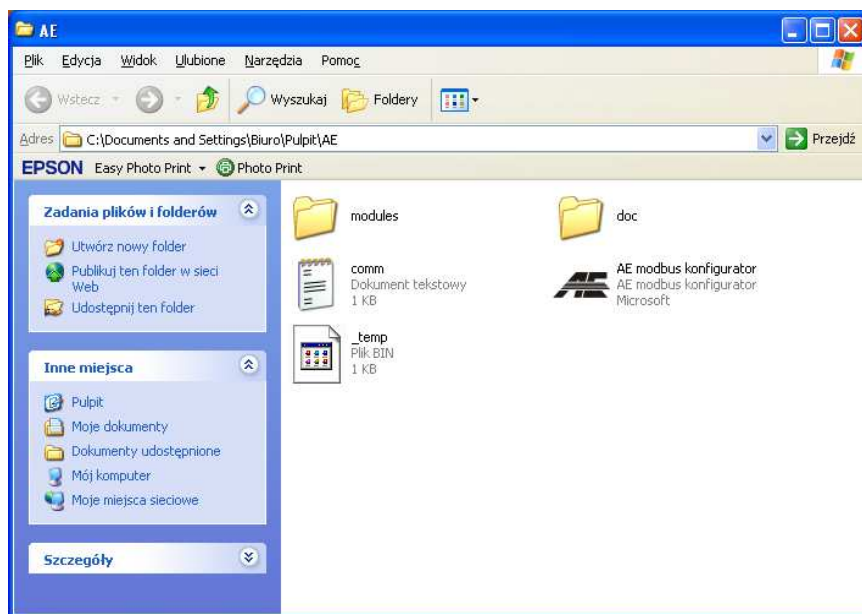 AE
Plik Edycja Widok Ulubione Narzędzia Pomoc
Wstecz Wyszukaj Foldery
Adres C:\Documents and Settings\Biuro\Pulpit\AE Przejdź
EPSON Easy Photo Print Photo Print
Zadania plików i folderów
Utwórz nowy folder
Publikuj ten folder w sieci
Web
Udostępnij ten folder
Inne miejsca
Pulpit
Moje dokumenty
Dokumenty udostępnione
Mój komputer
Moje miejsca sieciowe
Szczegóły
modules
doc
comm
Dokument tekstowy
1 KB
AE
AE modbus konfigurator
AE modbus konfigurator
Microsoft
_temp
Plik BIN
1 KB